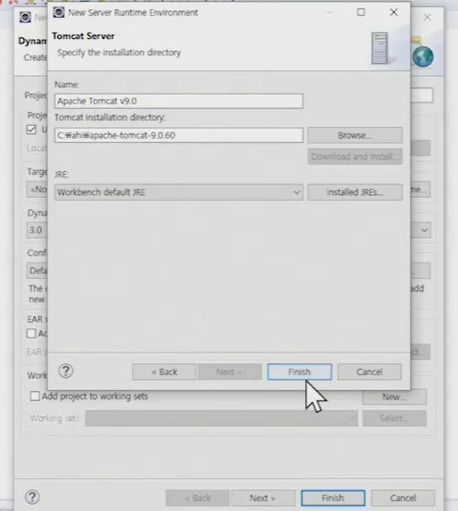 New Server Runtime Environment
Tomcat Server
Specify the installation directory
Name:
Apache Tomcat v9.0
Tomcat installation directory:
C:₩ahi₩apache-tomcat-9.0.60
Browse...
Download and Install...
JRE:
Workbench default JRE
Installed JREs...
< Back
Next >
Finish
Cancel
Ne
Dynam
Create
Projec
Proje
U
Locat
Targe
<No
me...
Dyna
3.0
Conf
Defa
The
add
new
EAR
Ac
EAR
Work
Add project to working sets
New...
Working sets:
Select...
< Back
Next >
Finish
Cancel